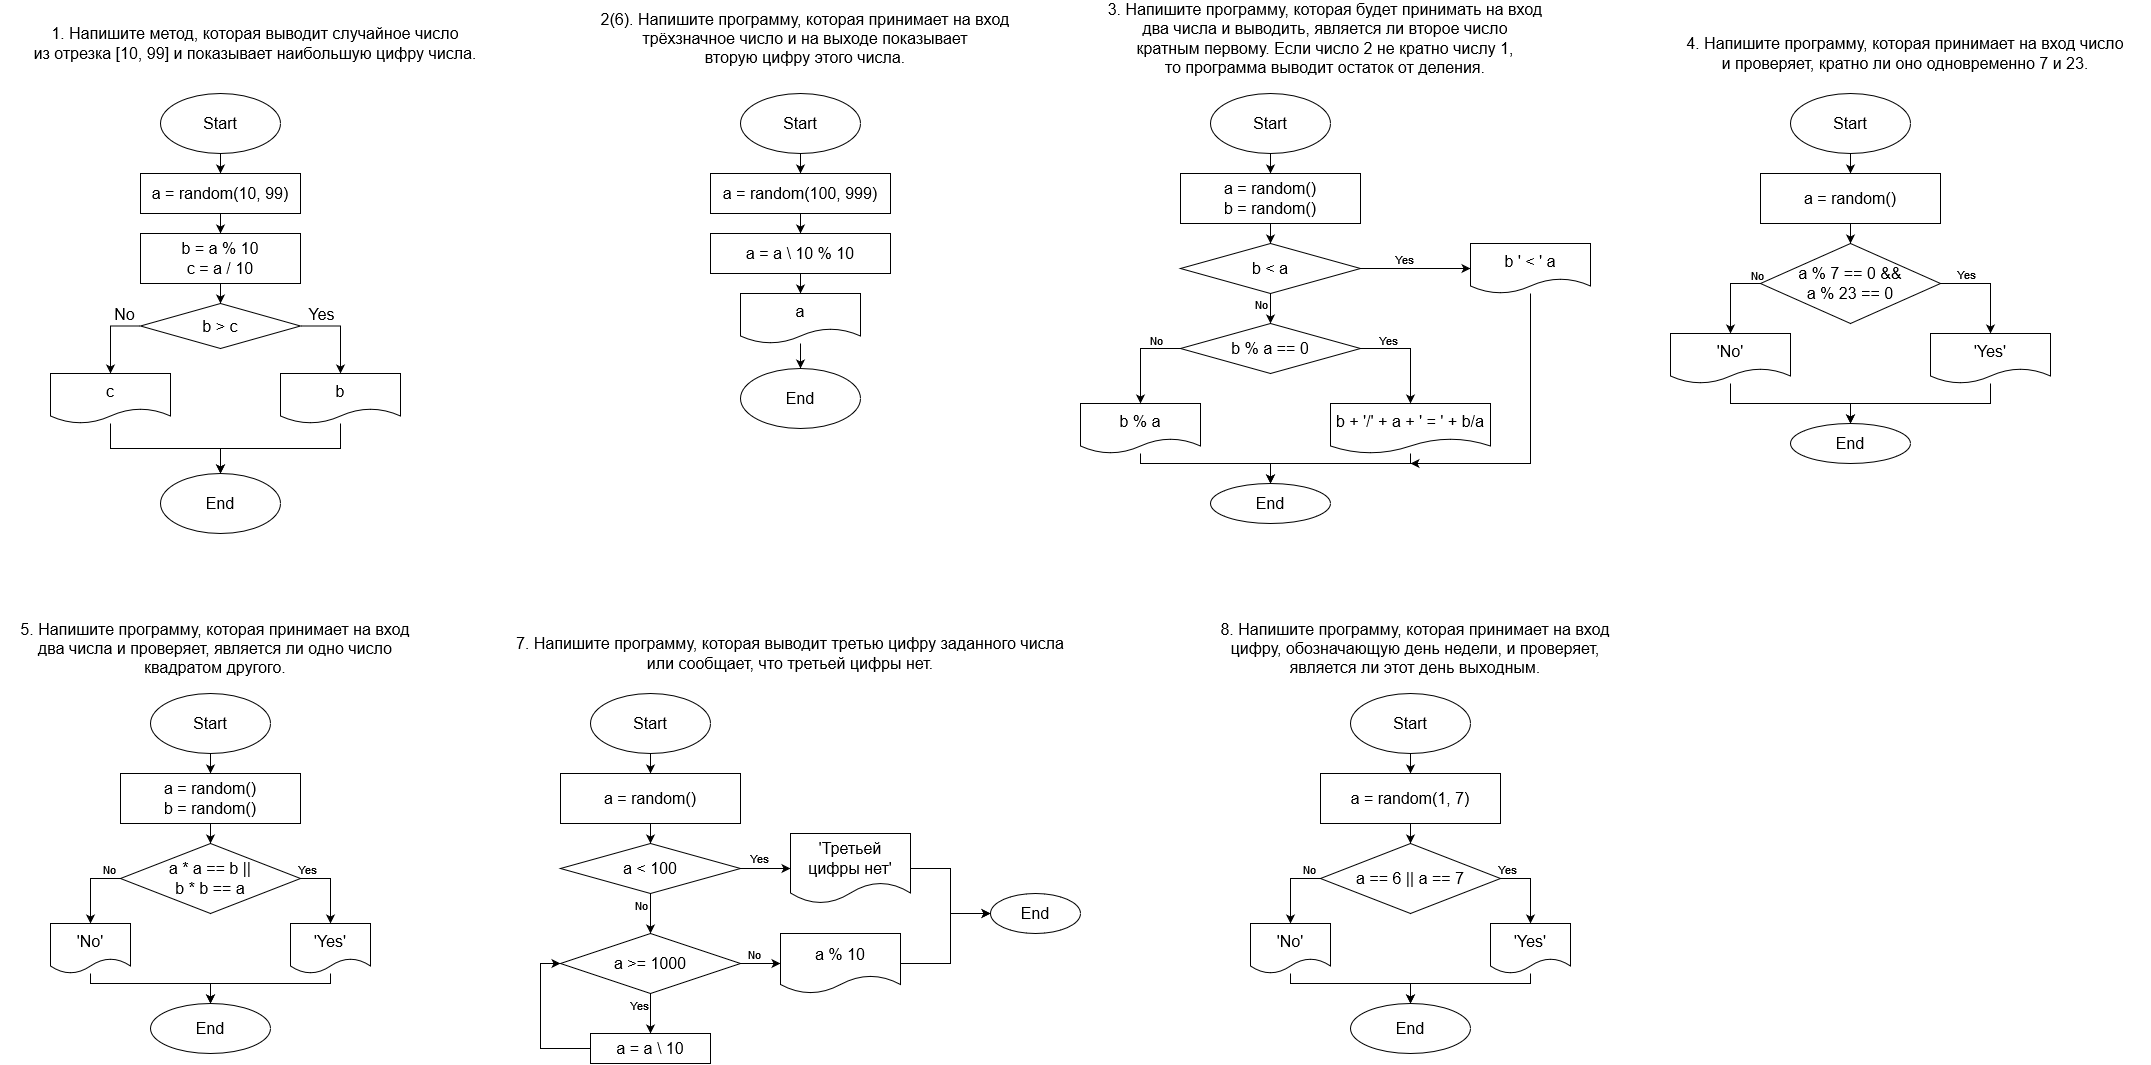 1. Напишите метод, которая выводит случайное число
из отрезка [10, 99] и показывает наибольшую цифру числа.
Start
a = random(10, 99)
b = a % 10
c = a / 10
No
b > c
Yes
c
b
End
2(6). Напишите программу, которая принимает на вход
трёхзначное число и на выходе показывает
вторую цифру этого числа.
Start
a = random(100, 999)
a = a \ 10 % 10
a
End
3. Напишите программу, которая будет принимать на вход
два числа и выводить, является ли второе число
кратным первому. Если число 2 не кратно числу 1,
то программа выводит остаток от деления.
Start
a = random()
b = random()
b < a
Yes
b ' < ' a
No
No
b % a == 0
Yes
b % a
b + '/' + a + ' = ' + b/a
End
4. Напишите программу, которая принимает на вход число
и проверяет, кратно ли оно одновременно 7 и 23.
Start
a = random()
No
a % 7 == 0 &&
a % 23 == 0
Yes
'No'
'Yes'
End
5. Напишите программу, которая принимает на вход
два числа и проверяет, является ли одно число
квадратом другого.
Start
a = random()
b = random()
No
a * a == b ||
b * b == a
Yes
'No'
'Yes'
End
7. Напишите программу, которая выводит третью цифру заданного числа
или сообщает, что третьей цифры нет.
Start
a = random()
a < 100
Yes
'Третьей
цифры нет'
No
End
a >= 1000
No
a % 10
Yes
a = a \ 10
8. Напишите программу, которая принимает на вход
цифру, обозначающую день недели, и проверяет,
является ли этот день выходным.
Start
a = random(1, 7)
No
a == 6 || a == 7
Yes
'No'
'Yes'
End